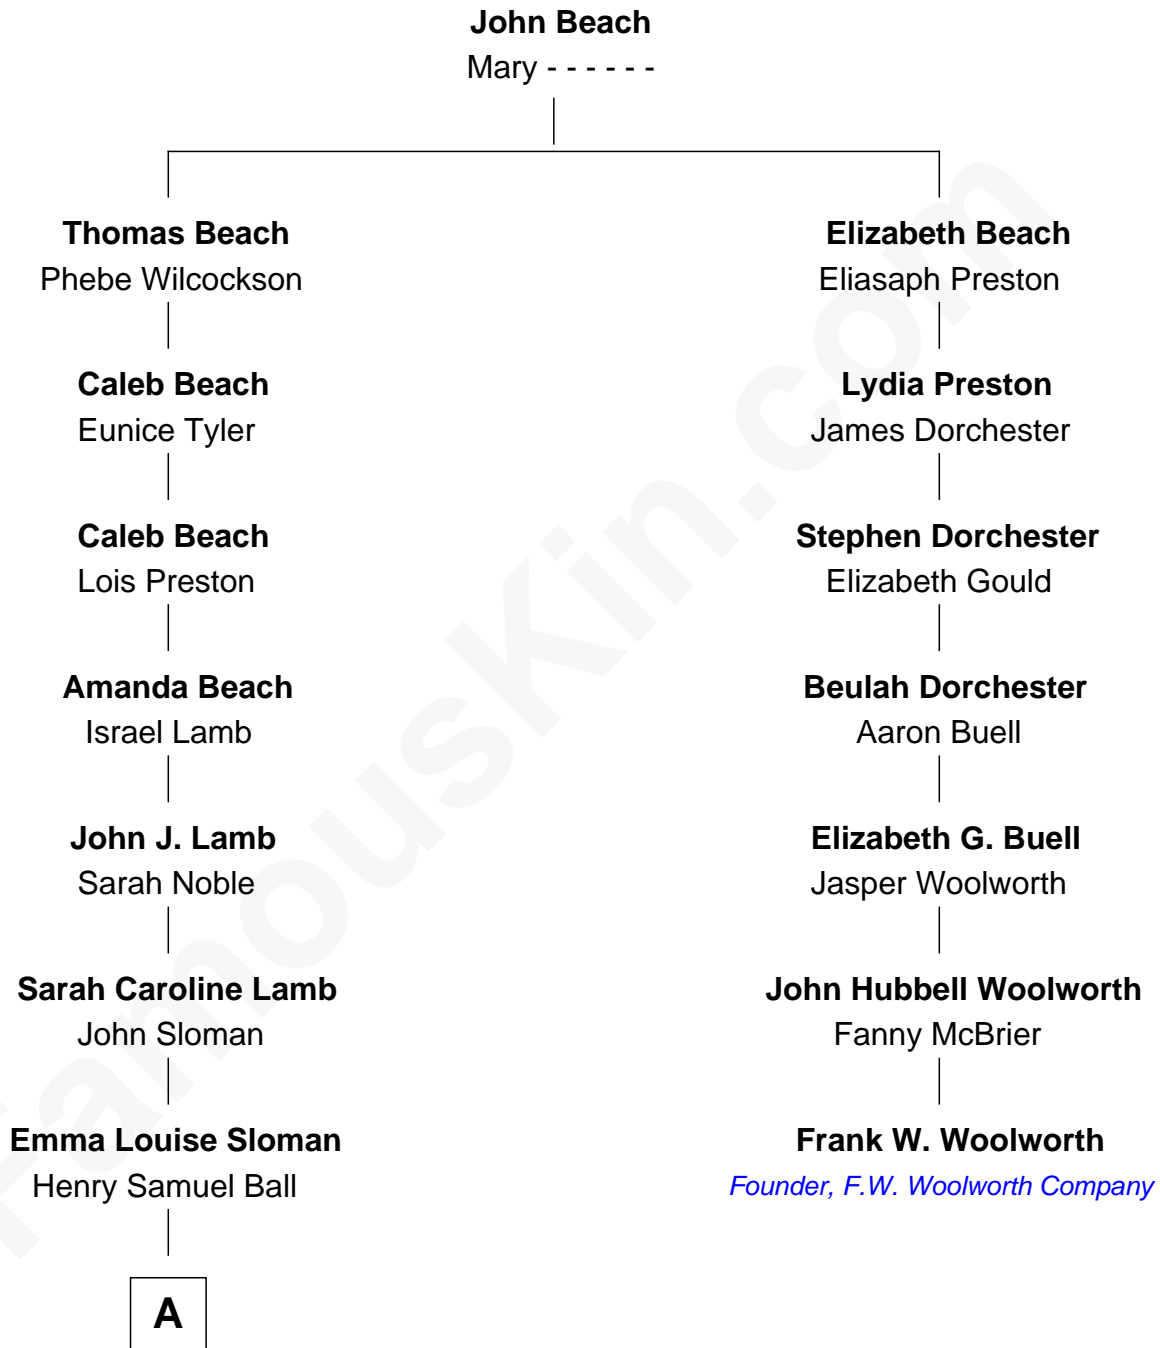 John Beach
Mary - - - - - -
Thomas Beach
Phebe Wilcockson
Elizabeth Beach
Eliasaph Preston
Caleb Beach
Eunice Tyler
Lydia Preston
James Dorchester
Caleb Beach
Lois Preston
Stephen Dorchester
Elizabeth Gould
Amanda Beach
Israel Lamb
Beulah Dorchester
Aaron Buell
John J. Lamb
Sarah Noble
Elizabeth G. Buell
Jasper Woolworth
Sarah Caroline Lamb
John Sloman
John Hubbell Woolworth
Fanny McBrier
Emma Louise Sloman
Henry Samuel Ball
Frank W. Woolworth
Founder, F.W. Woolworth Company
A
FamousKin.com